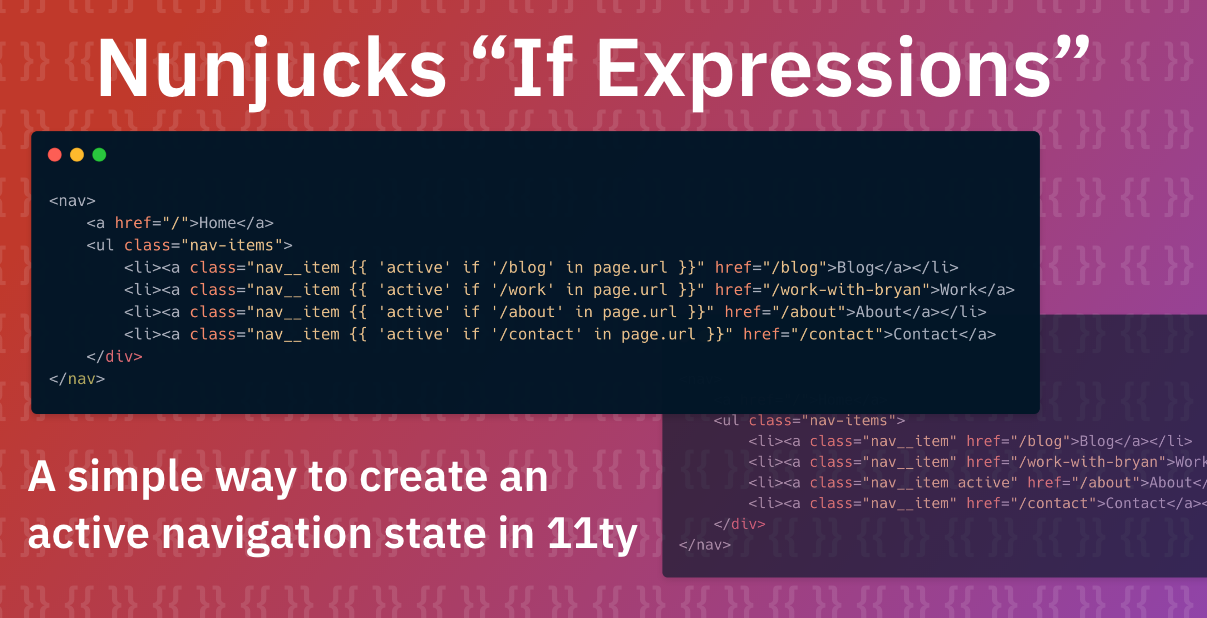 Nunjucks “If Expressions”
<nav>
    <a href="/">Home</a>
    <ul class="nav-items">
        <li><a class="nav__item {{ 'active' if '/blog' in page.url }}" href="/blog">Blog</a></li>
        <li><a class="nav__item {{ 'active' if '/work' in page.url }}" href="/work-with-bryan">Work</a>
        <li><a class="nav__item {{ 'active' if '/about' in page.url }}" href="/about">About</a></li>
        <li><a class="nav__item {{ 'active' if '/contact' in page.url }}" href="/contact">Contact</a>
    </div>
</nav>
A simple way to create an
active navigation state in 11ty
    <ul class="nav-items">
        <li><a class="nav__item" href="/blog">Blog</a></li>
        <li><a class="nav__item" href="/work-with-bryan">Work
        <li><a class="nav__item active" href="/about">About</
        <li><a class="nav__item" href="/contact">Contact</a><
    </div>
</nav>